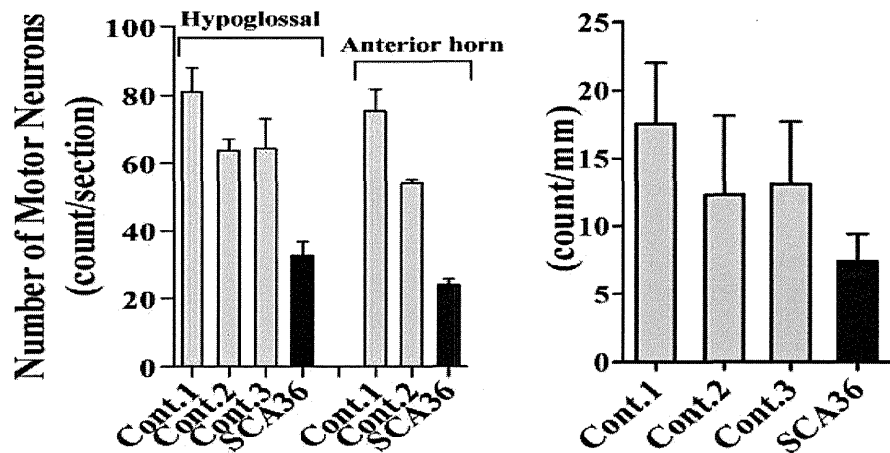 Number of Motor Neurons
(count/section)
100
80
60
40
20
0
Hypoglossal
Anterior horn
Cont.1
Cont.2
Cont.3
SCA36
Cont.1
Cont.2
SCA36
(count/mm)
25
20
15
10
5
0
Cont.1
Cont.2
Cont.3
SCA36